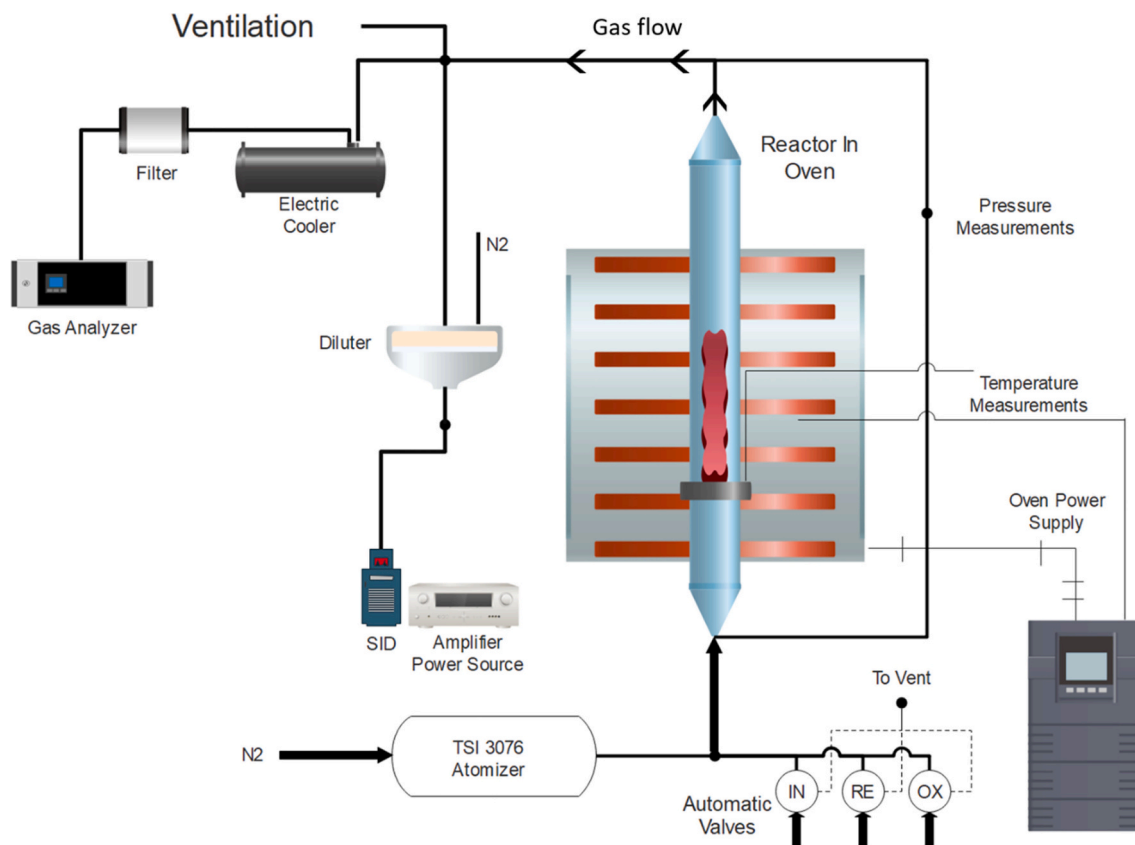 Ventilation
Gas flow
Reactor In
Oven
Filter
Electric
Cooler
Pressure
Measurements
N2
Gas Analyzer
Diluter
Temperature
Measurements
Oven Power
Supply
SID
Amplifier
Power Source
To Vent
N2
TSI 3076
Atomizer
Automatic
Valves
IN
RE
OX